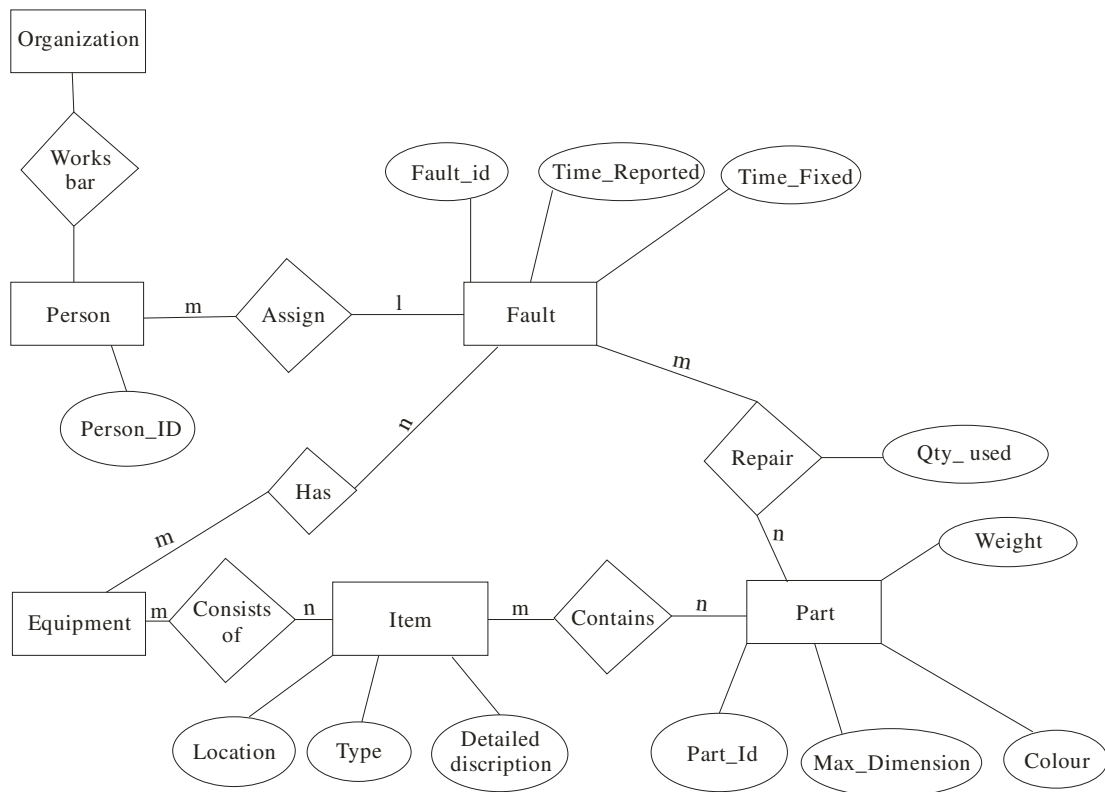 Organization
Works
bar
Fault_id
Time_Reported
Time_Fixed
Person
m
Assign
l
Fault
Person_ID
n
m
Repair
Qty_ used
Has
m
n
Weight
Equipment
m
Consists
of
n
Item
m
Contains
n
Part
Location
Type
Detailed
discription
Part_Id
Max_Dimension
Colour